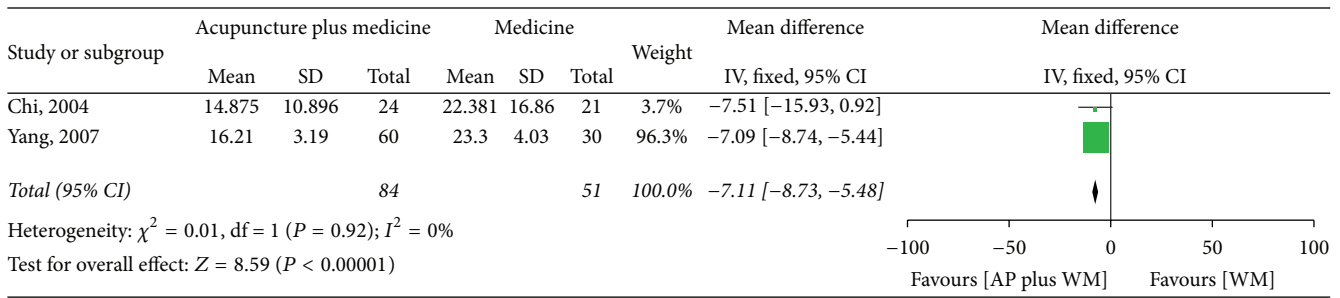 Acupuncture plus medicine Medicine Mean difference Mean difference
Study or subgroup Weight
Mean SD Total Mean SD Total IV, fixed, 95% CI IV, fixed, 95% CI
Chi, 2004 14.875 10.896 24 22.381 16.86 21 3.7% −7.51 [−15.93, 0.92]
Yang, 2007 16.21 3.19 60 23.3 4.03 30 96.3% −7.09 [−8.74, −5.44]
Total (95% CI) 84 51 100.0% −7.11 [−8.73, −5.48]
Heterogeneity: χ² = 0.01, df = 1 (P = 0.92); I² = 0%
Test for overall effect: Z = 8.59 (P < 0.00001)
−100 −50 0 50 100
Favours [AP plus WM] Favours [WM]